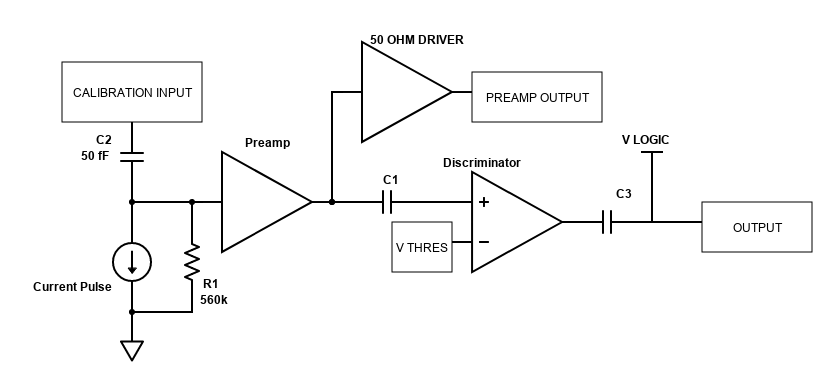 50 OHM DRIVER
CALIBRATION INPUT
PREAMP OUTPUT
C2
50 fF
Preamp
V LOGIC
Discriminator
C1
C3
+
V THRES
−
OUTPUT
Current Pulse
R1
560k